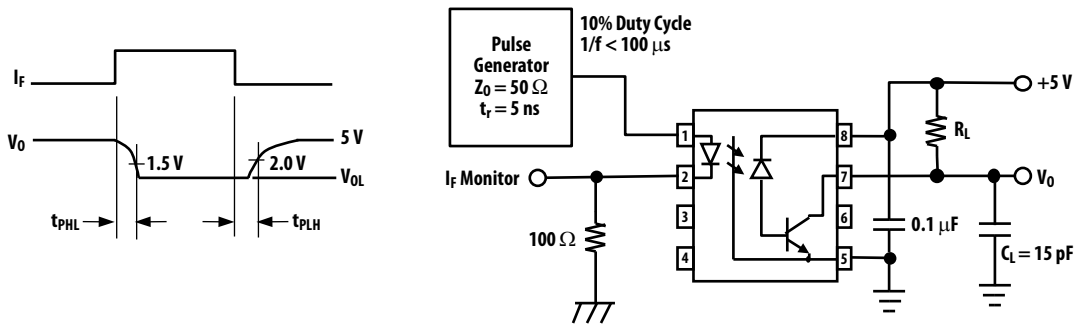 I_F
V_O
1.5 V
2.0 V
5 V
V_OL
t_PHL
t_PLH
Pulse
Generator
Z_O = 50 Ω
t_r = 5 ns
10% Duty Cycle
1/f < 100 μs
I_F Monitor
100 Ω
1
2
3
4
8
7
6
5
+5 V
R_L
V_O
0.1 μF
C_L = 15 pF